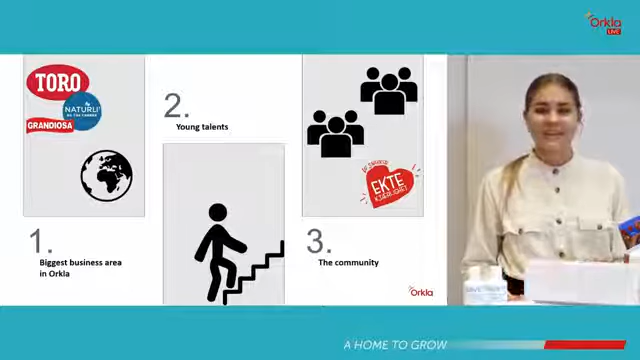 Orkla
LIVE
TORO
NATURLI'
GRANDIOSA
1.
Biggest business area
in Orkla
2.
Young talents
EKTE
KJÆRLIGHET
3.
The community
Orkla
A HOME TO GROW